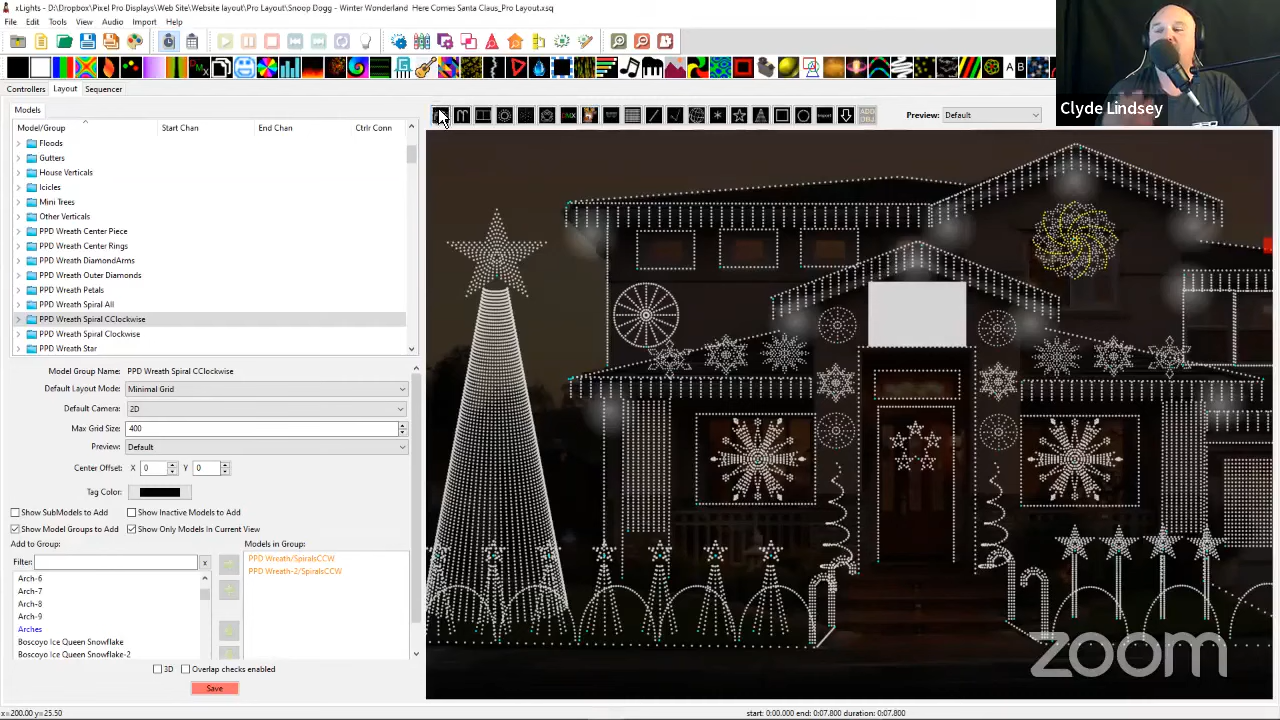 xLights - D:\Dropbox\Pixel Pro Displays\Web Site\Website layout\Pro Layout\Snoop Dogg - Winter Wonderland Here Comes Santa Claus_Pro Layout.xsq
File Edit Tools View Audio Import Help
Controllers Layout Sequencer
Models
Model/Group Start Chan End Chan Ctrlr Conn
Preview: Default
Floods
Gutters
House Verticals
Icicles
Mini Trees
Other Verticals
PPD Wreath Center Piece
PPD Wreath Center Rings
PPD Wreath DiamondArms
PPD Wreath Outer Diamonds
PPD Wreath Petals
PPD Wreath Spiral All
PPD Wreath Spiral CClockwise
PPD Wreath Spiral Clockwise
PPD Wreath Star
Model Group Name: PPD Wreath Spiral CClockwise
Default Layout Mode: Minimal Grid
Default Camera: 2D
Max Grid Size: 400
Preview: Default
Center Offset: X 0 Y 0
Tag Color:
Show SubModels to Add Show Inactive Models to Add
Show Model Groups to Add Show Only Models In Current View
Add to Group: Models in Group:
Filter: x
PPD Wreath/SpiralsCCW
PPD Wreath-2/SpiralsCCW
Arch-6
Arch-7
Arch-8
Arch-9
Arches
Boscoyo Ice Queen Snowflake
Boscoyo Ice Queen Snowflake-2
3D Overlap checks enabled
Save
x=200.00 y=25.50 start: 0:00.000 end: 0:07.800 duration: 0:07.800
Clyde Lindsey
zoom